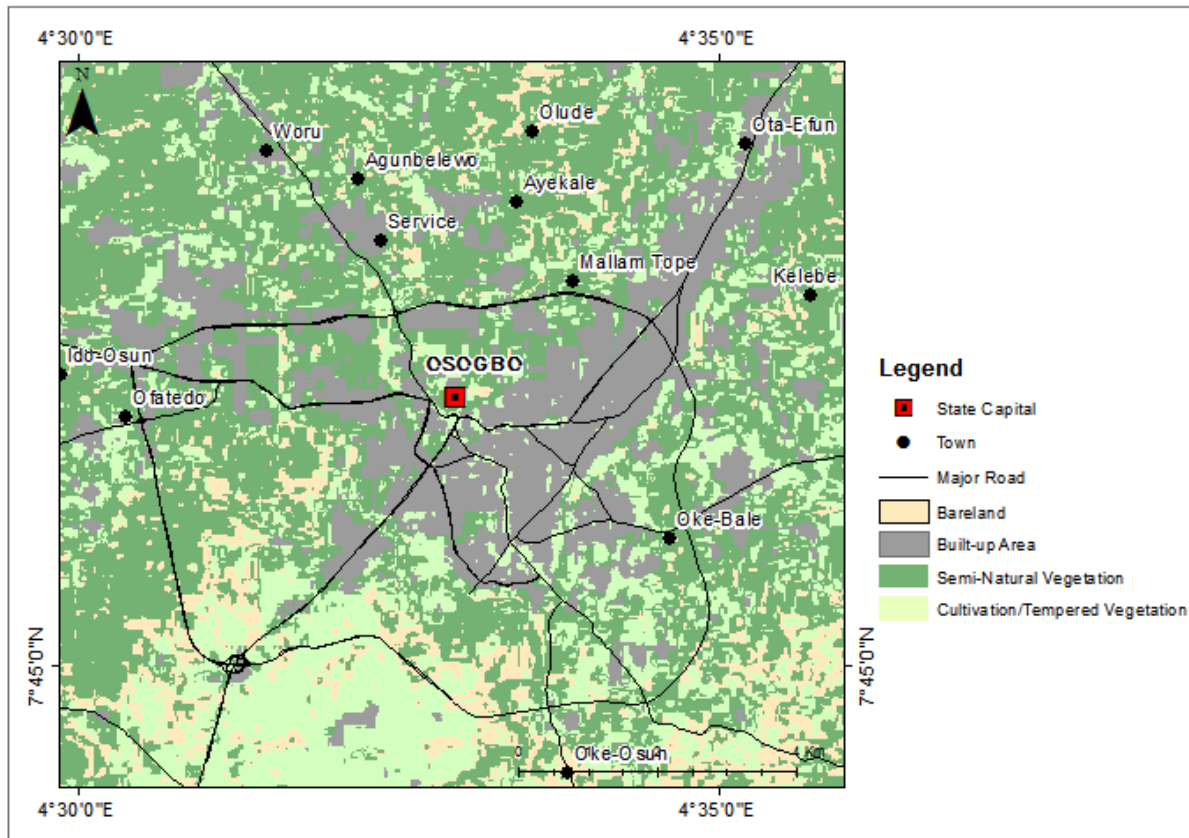 4°30'0"E
4°35'0"E
N
Olude
Ota-Efun
Woru
Agunbelewo
Ayekale
Service
Mallam Tope
Kelebe
Ido-Osun
OSOGBO
Ofatedo
Oke-Bale
7°45'0"N
7°45'0"N
Oke-Osun
0
2
4 Km
4°30'0"E
4°35'0"E
Legend
State Capital
Town
Major Road
Bareland
Built-up Area
Semi-Natural Vegetation
Cultivation/Tempered Vegetation